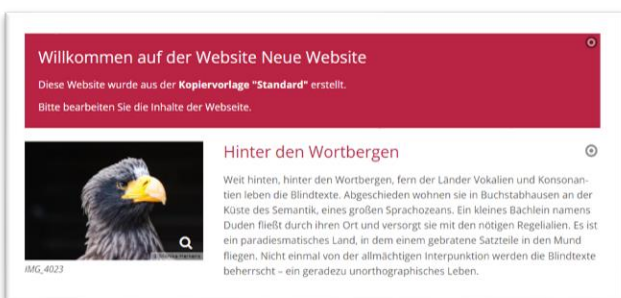 Willkommen auf der Website Neue Website
Diese Website wurde aus der Kopiervorlage "Standard" erstellt.
Bitte bearbeiten Sie die Inhalte der Webseite.
Hinter den Wortbergen
Weit hinten, hinter den Wortbergen, fern der Länder Vokalien und Konsonan-
tien leben die Blindtexte. Abgeschieden wohnen sie in Buchstabhausen an der
Küste des Semantik, eines großen Sprachozeans. Ein kleines Bächlein namens
Duden fließt durch ihren Ort und versorgt sie mit den nötigen Regelialien. Es ist
ein paradiesmatisches Land, in dem einem gebratene Satzteile in den Mund
fliegen. Nicht einmal von der allmächtigen Interpunktion werden die Blindtexte
beherrscht – ein geradezu unorthographisches Leben.
IMG_4023